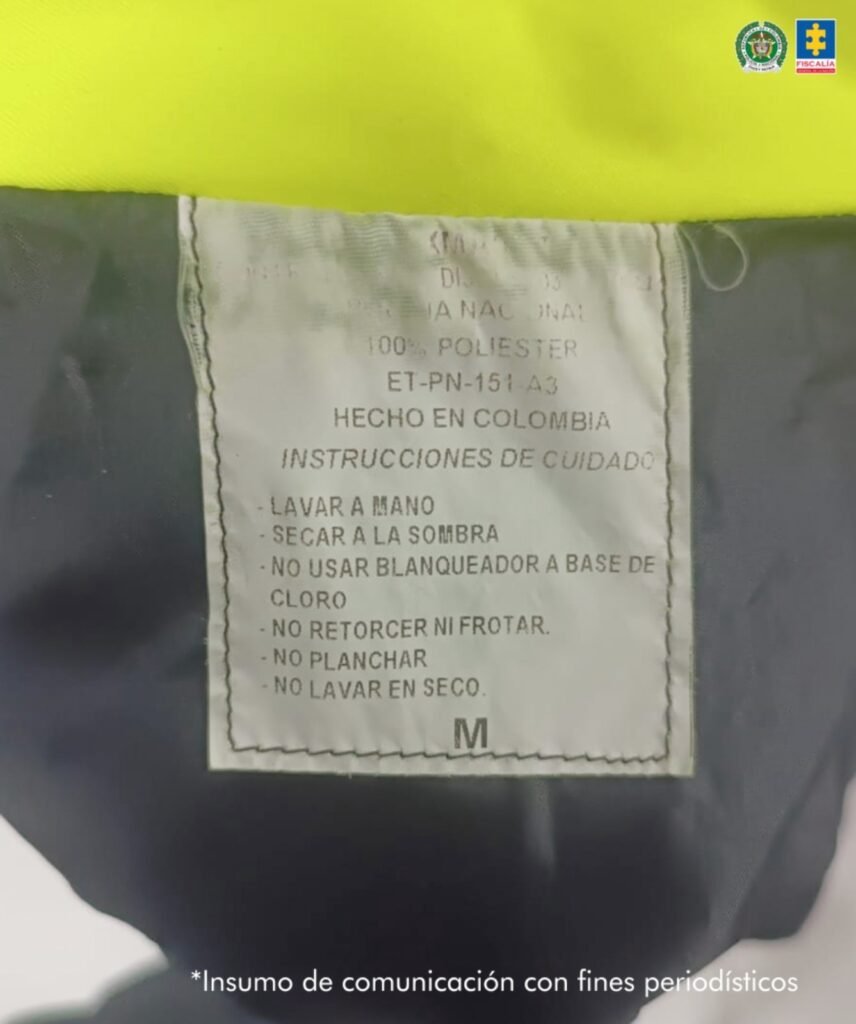 FISCALÍA
100% POLIESTER
ET-PN-151-A3
HECHO EN COLOMBIA
INSTRUCCIONES DE CUIDADO
- LAVAR A MANO
- SECAR A LA SOMBRA
- NO USAR BLANQUEADOR A BASE DE
CLORO
- NO RETORCER NI FROTAR.
- NO PLANCHAR
- NO LAVAR EN SECO.
M
*Insumo de comunicación con fines periodísticos